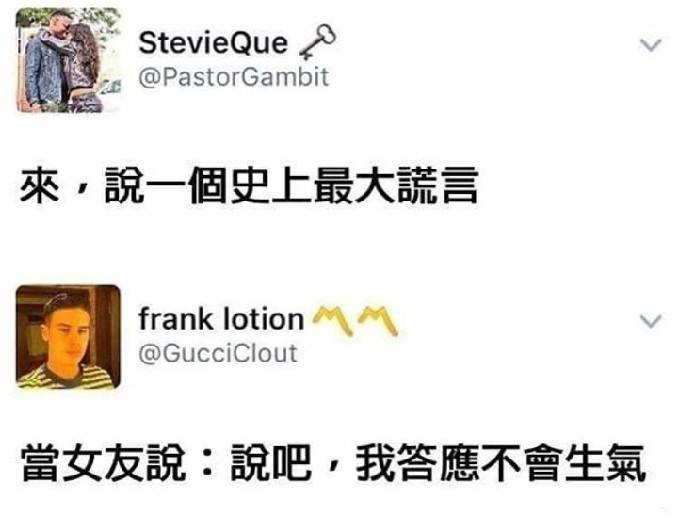 StevieQue
@PastorGambit
來，說一個史上最大謊言
frank lotion
@GucciClout
當女友說：說吧，我答應不會生氣